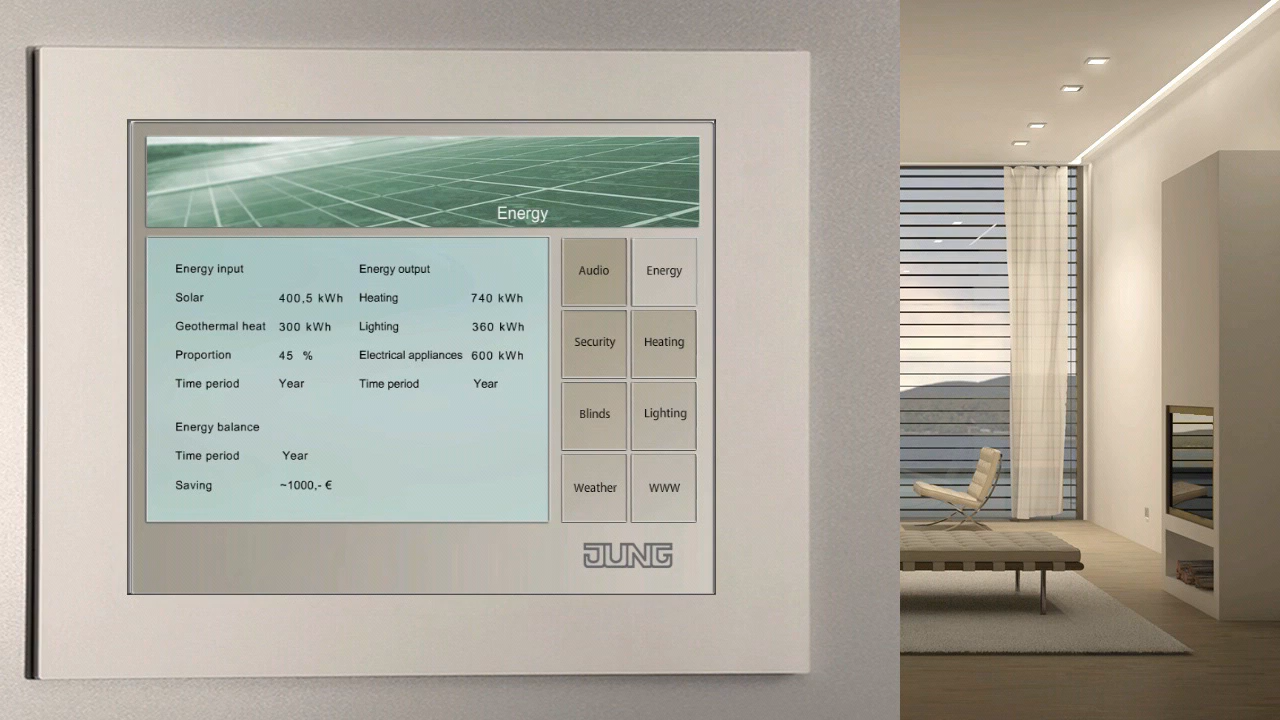 Energy
Energy input Energy output
Solar 400,5 kWh Heating 740 kWh
Geothermal heat 300 kWh Lighting 360 kWh
Proportion 45 % Electrical appliances 600 kWh
Time period Year Time period Year
Energy balance
Time period Year
Saving ~1000,- €
Audio Energy
Security Heating
Blinds Lighting
Weather WWW
JUNG